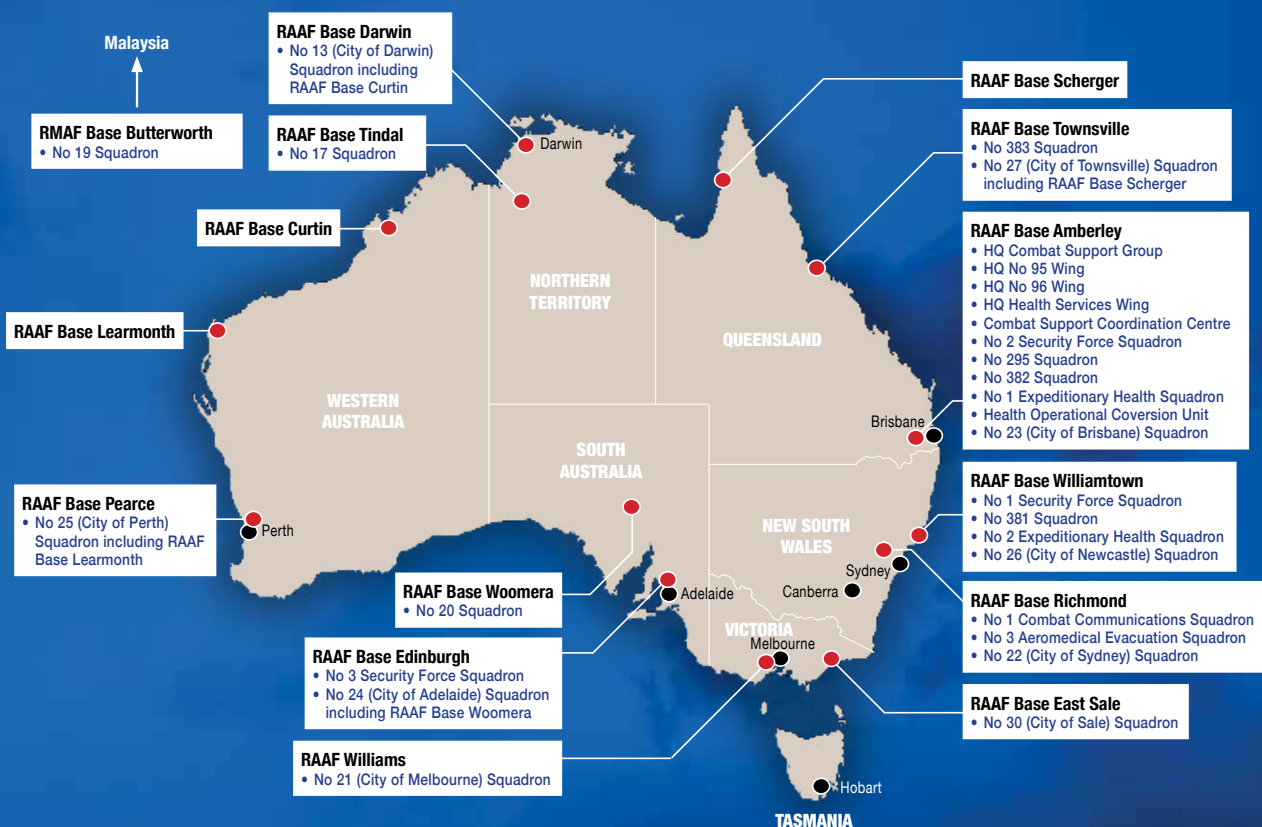 Malaysia
RMAF Base Butterworth
• No 19 Squadron
RAAF Base Darwin
• No 13 (City of Darwin)
Squadron including
RAAF Base Curtin
RAAF Base Tindal
• No 17 Squadron
RAAF Base Curtin
RAAF Base Learmonth
RAAF Base Pearce
• No 25 (City of Perth)
Squadron including RAAF
Base Learmonth
RAAF Base Woomera
• No 20 Squadron
RAAF Base Edinburgh
• No 3 Security Force Squadron
• No 24 (City of Adelaide) Squadron
including RAAF Base Woomera
RAAF Williams
• No 21 (City of Melbourne) Squadron
Darwin
NORTHERN
TERRITORY
QUEENSLAND
WESTERN
AUSTRALIA
SOUTH
AUSTRALIA
NEW SOUTH
WALES
VICTORIA
TASMANIA
Brisbane
Perth
Adelaide
Sydney
Canberra
Melbourne
Hobart
RAAF Base Scherger
RAAF Base Townsville
• No 383 Squadron
• No 27 (City of Townsville) Squadron
including RAAF Base Scherger
RAAF Base Amberley
• HQ Combat Support Group
• HQ No 95 Wing
• HQ No 96 Wing
• HQ Health Services Wing
• Combat Support Coordination Centre
• No 2 Security Force Squadron
• No 295 Squadron
• No 382 Squadron
• No 1 Expeditionary Health Squadron
• Health Operational Coversion Unit
• No 23 (City of Brisbane) Squadron
RAAF Base Williamtown
• No 1 Security Force Squadron
• No 381 Squadron
• No 2 Expeditionary Health Squadron
• No 26 (City of Newcastle) Squadron
RAAF Base Richmond
• No 1 Combat Communications Squadron
• No 3 Aeromedical Evacuation Squadron
• No 22 (City of Sydney) Squadron
RAAF Base East Sale
• No 30 (City of Sale) Squadron